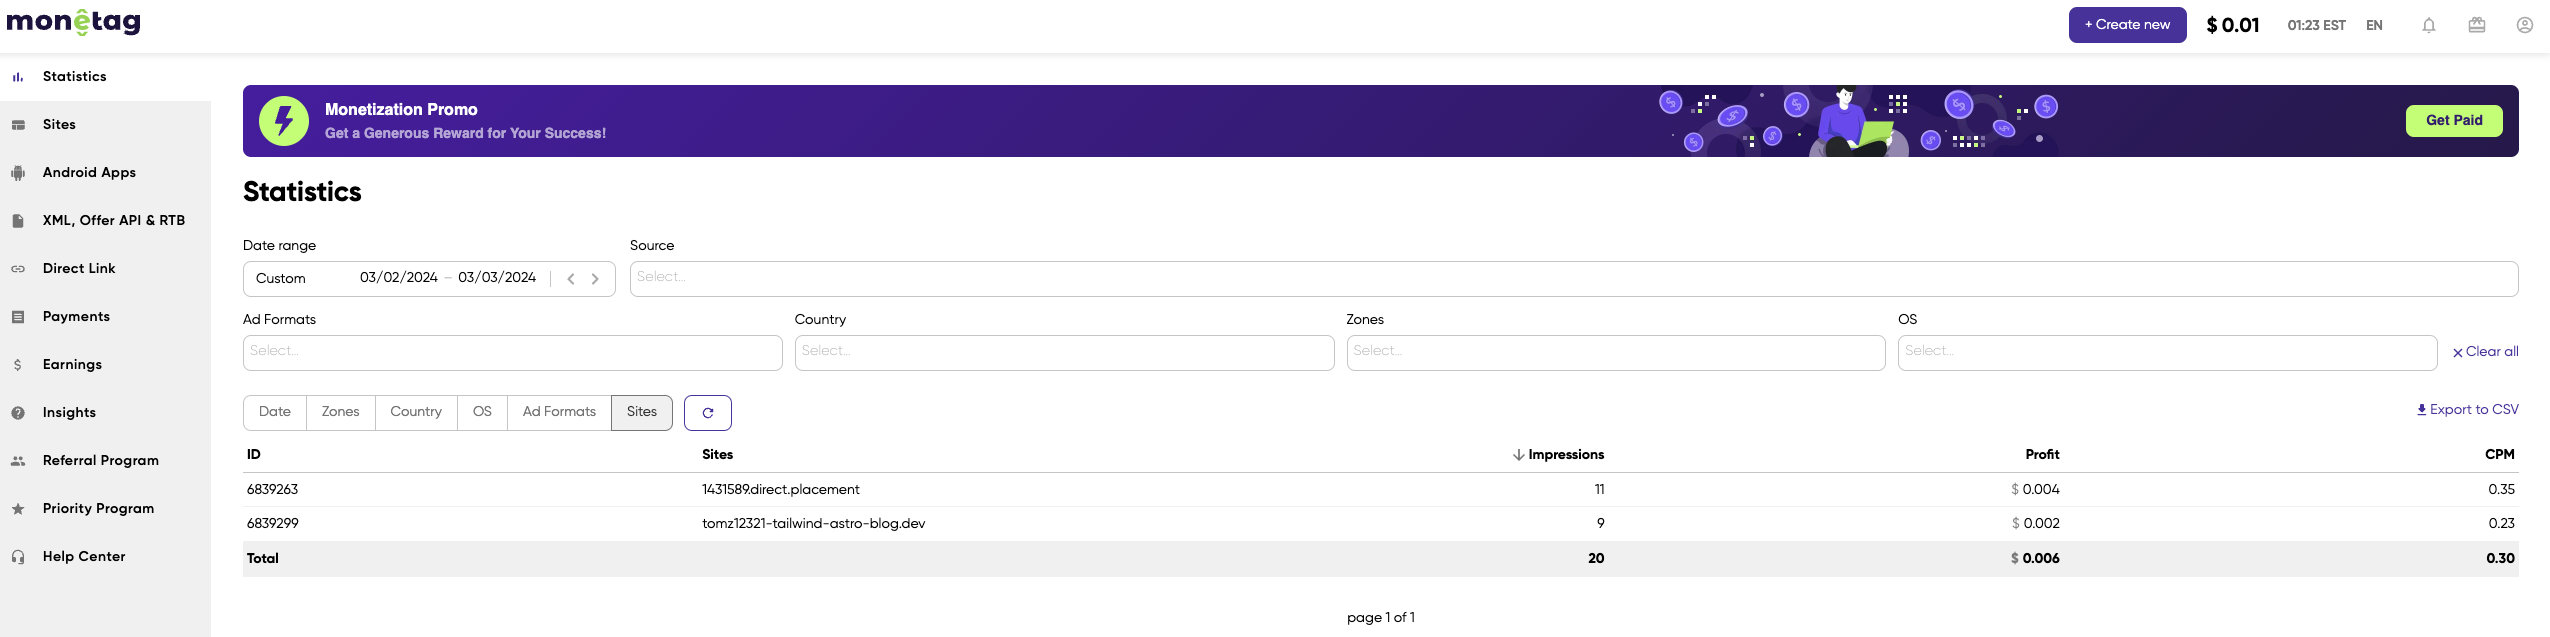 monetag
+ Create new
$ 0.01
01:23 EST
EN
Statistics
Sites
Android Apps
XML, Offer API & RTB
Direct Link
Payments
Earnings
Insights
Referral Program
Priority Program
Help Center
Monetization Promo
Get a Generous Reward for Your Success!
Get Paid
Statistics
Date range
Source
Custom 03/02/2024 – 03/03/2024
Select...
Ad Formats
Country
Zones
OS
Select...
Select...
Select...
Select...
Clear all
Date Zones Country OS Ad Formats Sites
Export to CSV
ID Sites Impressions Profit CPM
6839263 1431589.direct.placement 11 $ 0.004 0.35
6839299 tomz12321-tailwind-astro-blog.dev 9 $ 0.002 0.23
Total 20 $ 0.006 0.30
page 1 of 1